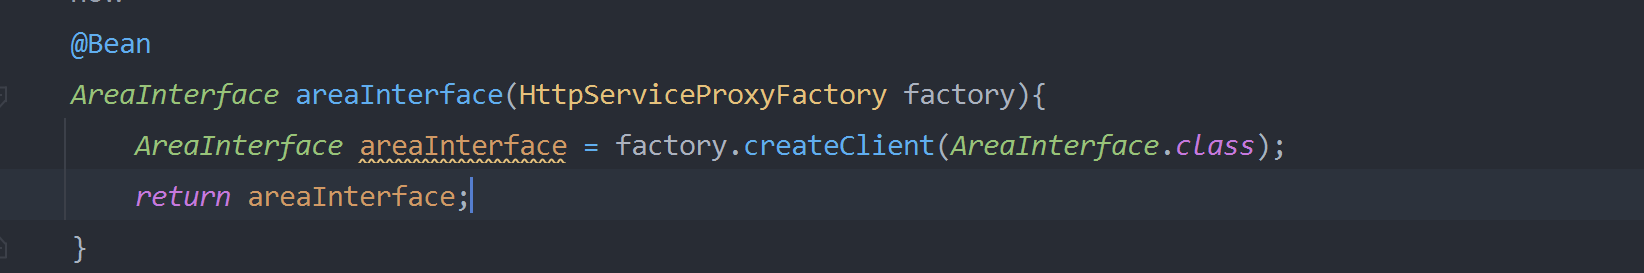 @Bean
AreaInterface areaInterface(HttpServiceProxyFactory factory){
AreaInterface areaInterface = factory.createClient(AreaInterface.class);
return areaInterface;
}